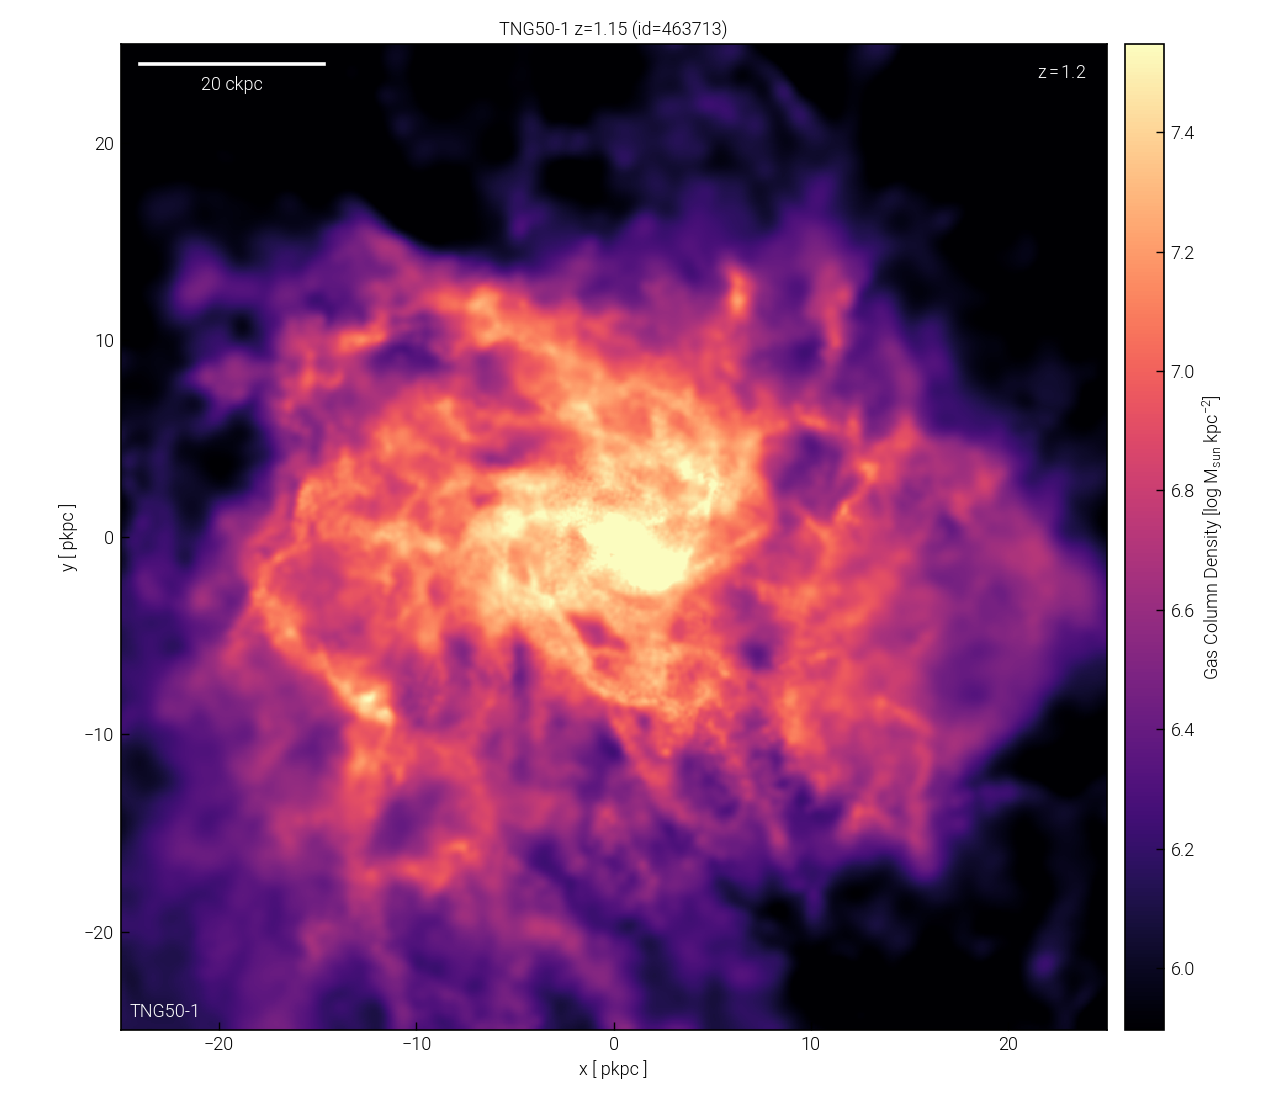 TNG50-1 z=1.15 (id=463713)
20 ckpc
z = 1.2
TNG50-1
y [ pkpc ]
20
10
0
−10
−20
−20
−10
0
10
20
x [ pkpc ]
7.4
7.2
7.0
6.8
6.6
6.4
6.2
6.0
Gas Column Density [log M_sun kpc⁻²]